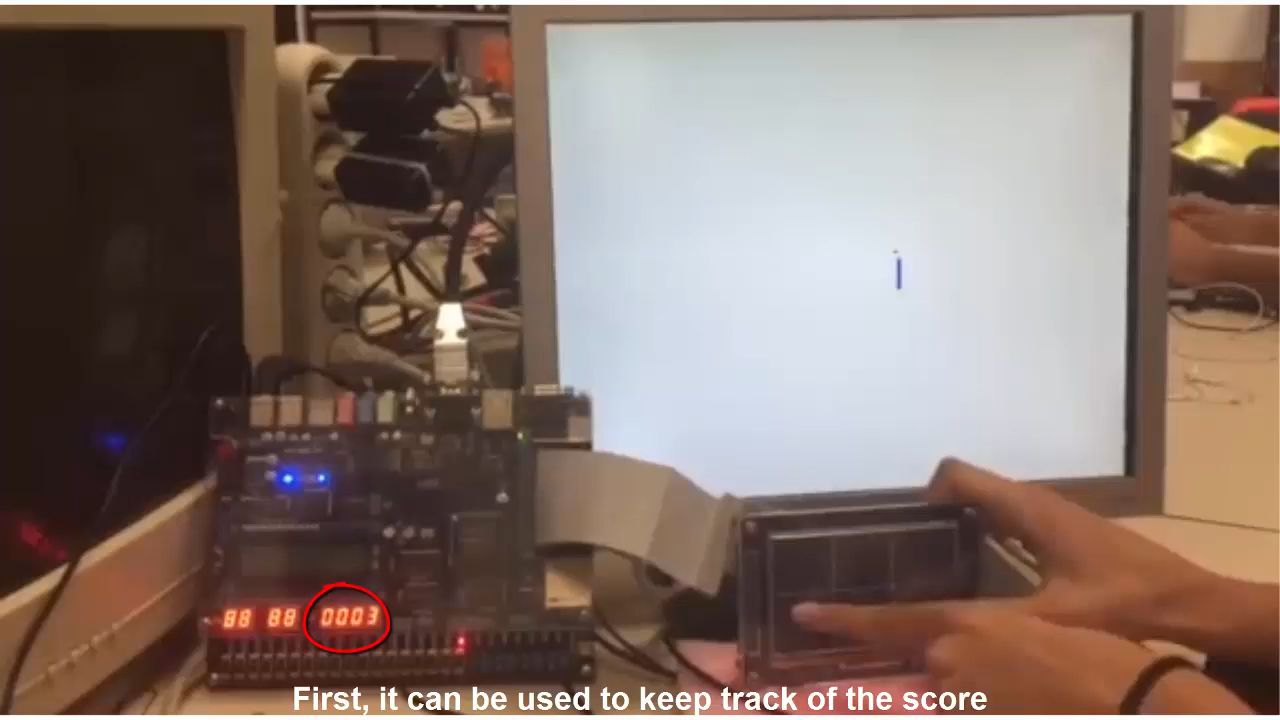 88 88 0003
First, it can be used to keep track of the score